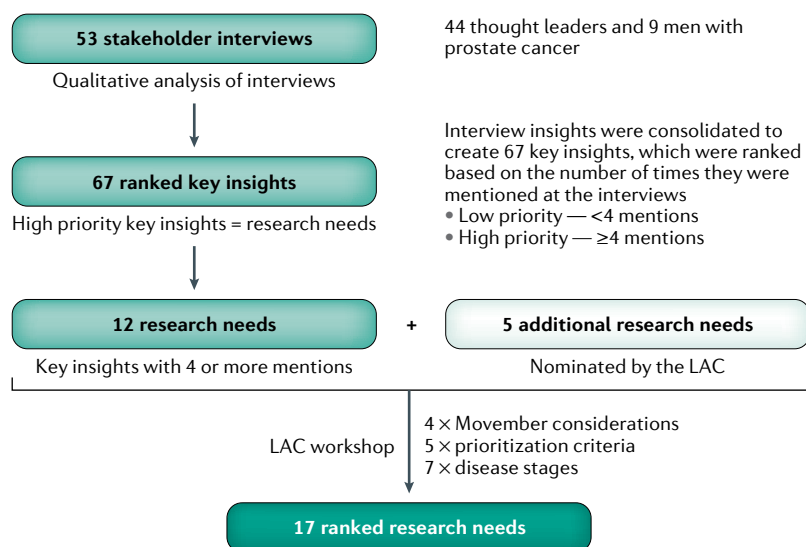 53 stakeholder interviews
44 thought leaders and 9 men with
prostate cancer
Qualitative analysis of interviews
67 ranked key insights
High priority key insights = research needs
Interview insights were consolidated to
create 67 key insights, which were ranked
based on the number of times they were
mentioned at the interviews
• Low priority — <4 mentions
• High priority — ≥4 mentions
12 research needs
+
5 additional research needs
Key insights with 4 or more mentions
Nominated by the LAC
LAC workshop
4 × Movember considerations
5 × prioritization criteria
7 × disease stages
17 ranked research needs